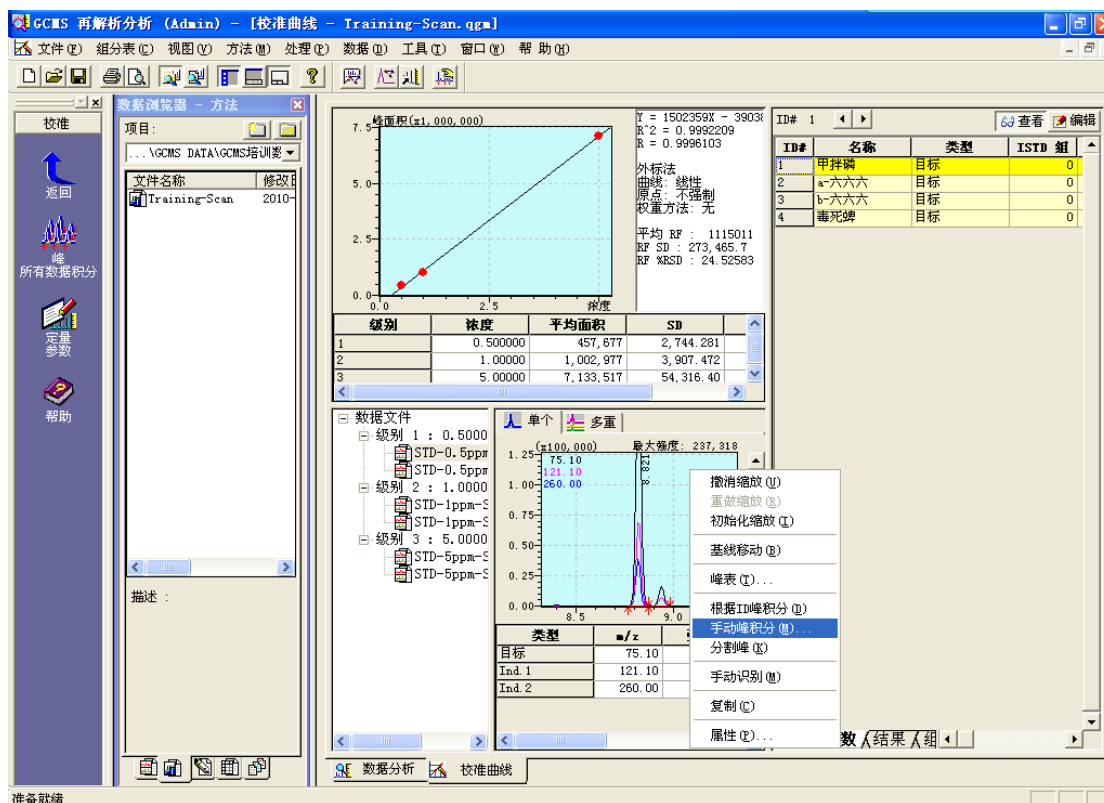 GCMS 再解析分析 (Admin) - [校准曲线 - Training-Scan.qgm]
文件(F) 组分表(C) 视图(V) 方法(M) 处理(P) 数据(D) 工具(T) 窗口(W) 帮助(H)
校准
返回
峰
所有数据积分
定量
参数
帮助
数据浏览器 - 方法
项目:
...\GCMS DATA\GCMS培训数
文件名称 修改日
Training-Scan 2010-
描述 :
峰面积(x1,000,000)
7.5
5.0
2.5
0.0
0.0 2.5 浓度
Y = 1502359X - 39038
R^2 = 0.9992209
R = 0.9996103
外标法
曲线: 线性
原点: 不强制
权重方法: 无
平均 RF : 1115011
RF SD : 273,465.7
RF %RSD : 24.52583
级别 浓度 平均面积 SD
1 0.500000 457,677 2,744.281
2 1.00000 1,002,977 3,907.472
3 5.00000 7,133,517 54,316.40
数据文件
级别 1 : 0.5000
STD-0.5ppm
STD-0.5ppm
级别 2 : 1.0000
STD-1ppm-S
STD-1ppm-S
级别 3 : 5.0000
STD-5ppm-S
STD-5ppm-S
单个 多重
(x100,000) 最大强度: 237,318
1.25
1.00
0.75
0.50
0.25
0.00
75.10
121.10
260.00
8.821
8.5 9.0
类型 m/z
目标 75.10
Ind.1 121.10
Ind.2 260.00
撤消缩放(U)
重做缩放(R)
初始化缩放(I)
基线移动(B)
峰表(T)...
根据ID峰积分(D)
手动峰积分(M)...
分割峰(K)
手动识别(M)
复制(C)
属性(P)...
ID# 1 查看 编辑
ID# 名称 类型 ISTD 组
1 甲拌磷 目标 0
2 a-六六六 目标 0
3 b-六六六 目标 0
4 毒死蜱 目标 0
数 结果 组
数据分析 校准曲线
准备就绪